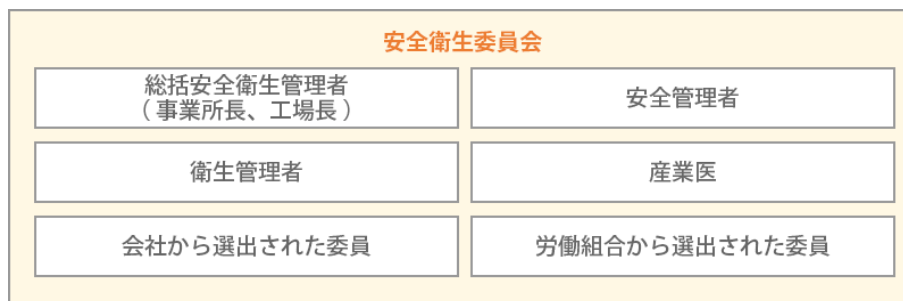 安全衛生委員会
総括安全衛生管理者
（事業所長、工場長）
安全管理者
衛生管理者
産業医
会社から選出された委員
労働組合から選出された委員